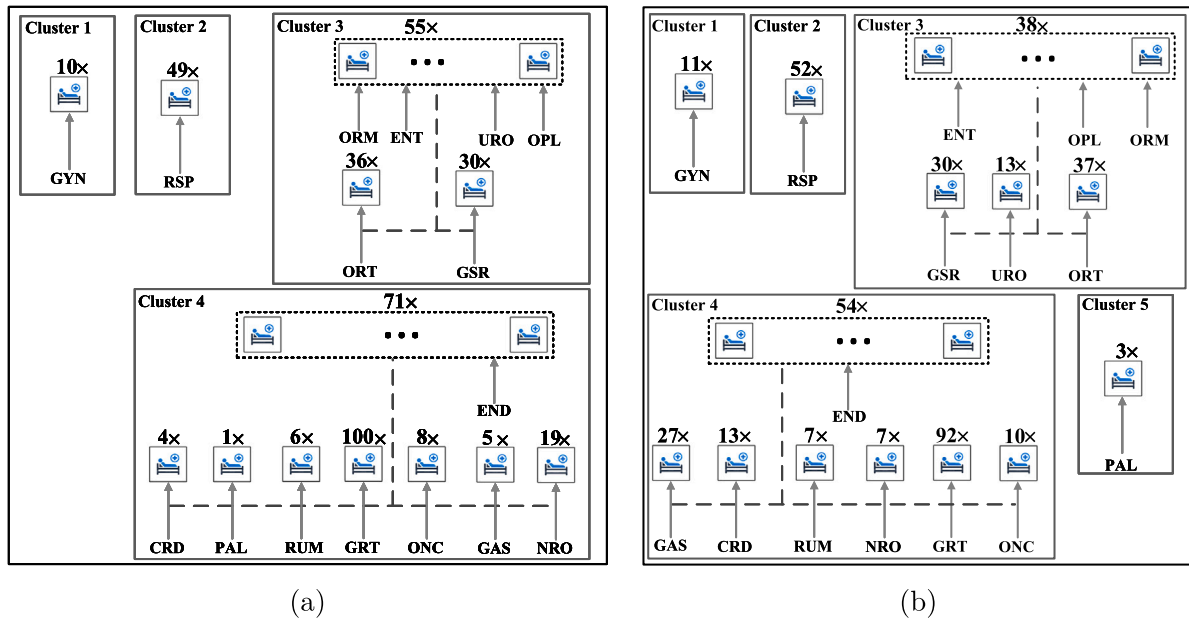 Cluster 1
10×
GYN
Cluster 2
49×
RSP
Cluster 3
55×
ORM ENT URO OPL
36× 30×
ORT GSR
Cluster 4
71×
END
4× 1× 6× 100× 8× 5× 19×
CRD PAL RUM GRT ONC GAS NRO
(a)
Cluster 1
11×
GYN
Cluster 2
52×
RSP
Cluster 3
38×
ENT OPL ORM
30× 13× 37×
GSR URO ORT
Cluster 4
54×
END
27× 13× 7× 7× 92× 10×
GAS CRD RUM NRO GRT ONC
Cluster 5
3×
PAL
(b)